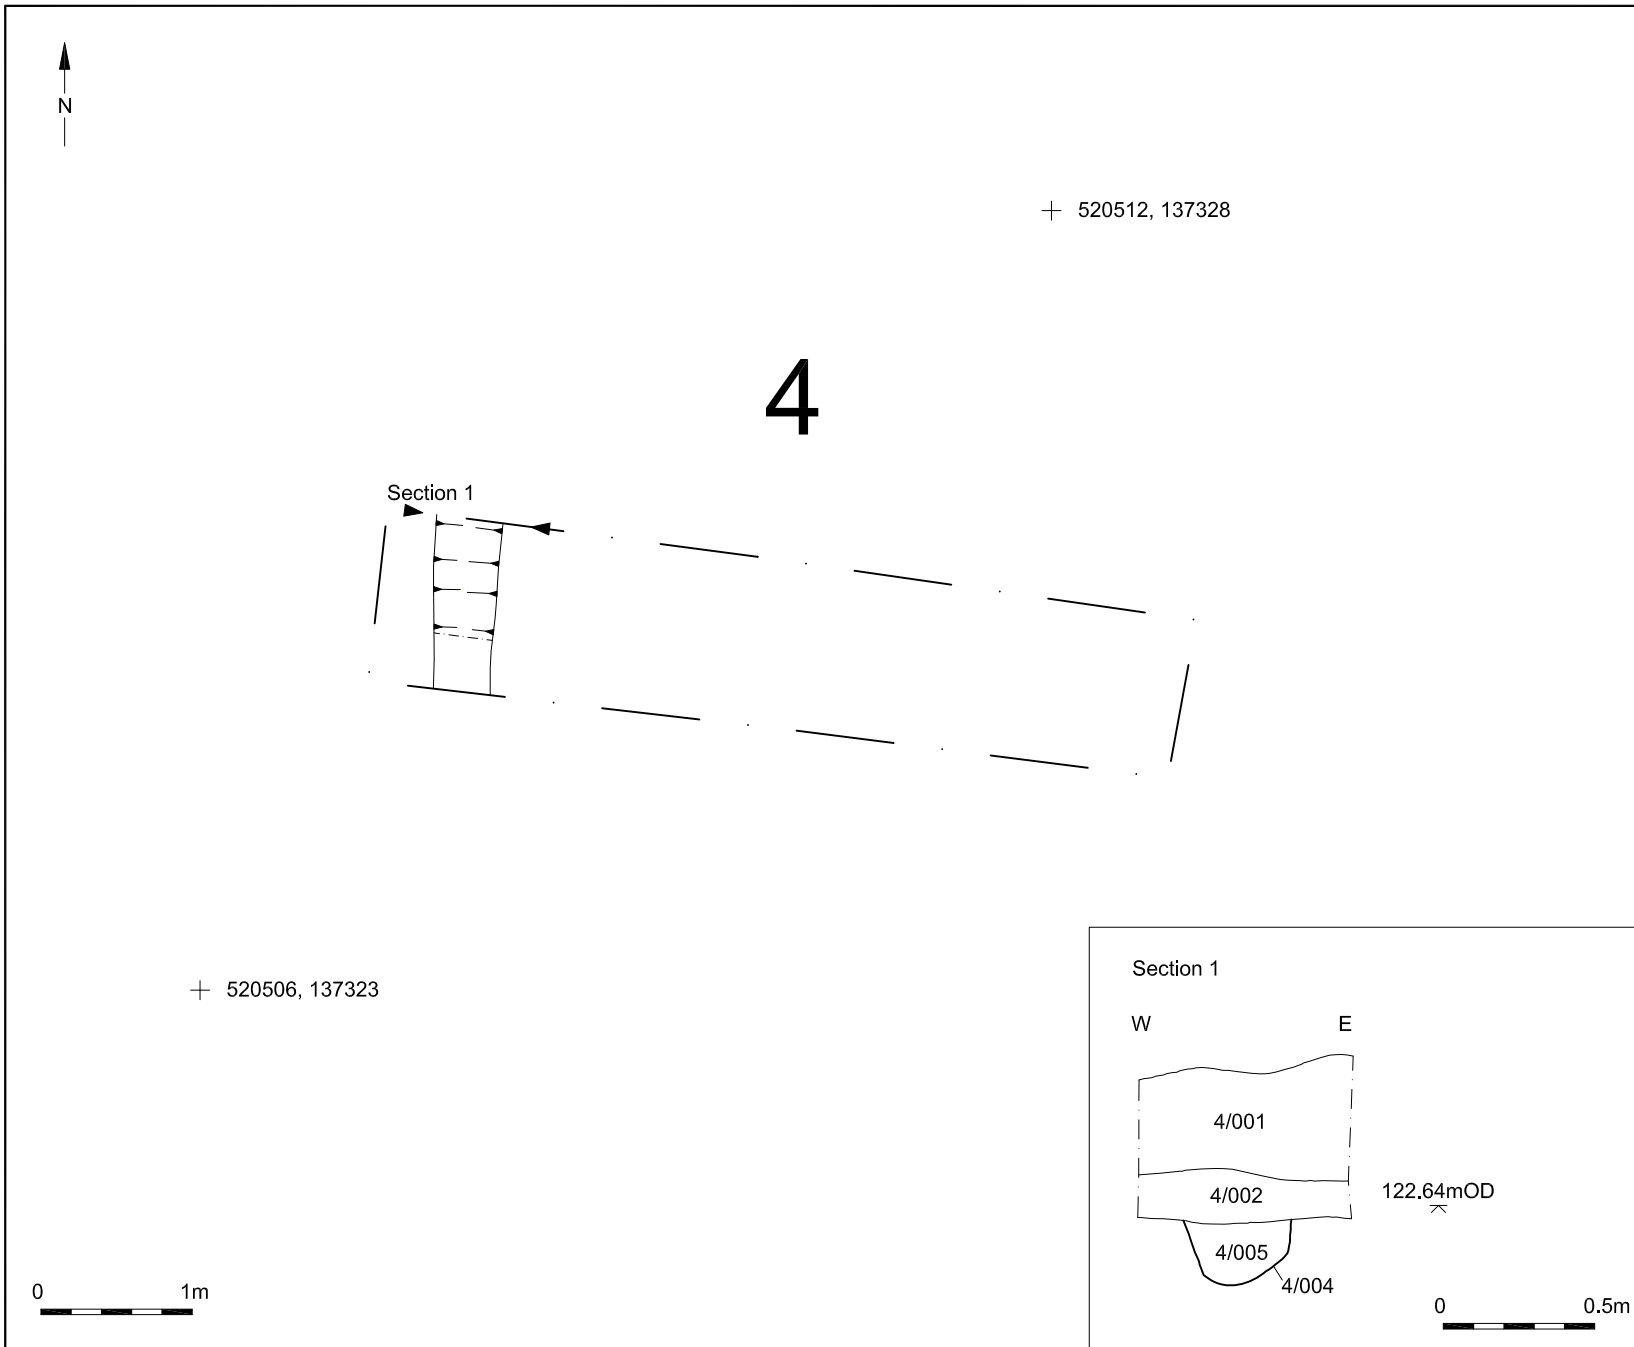 N
520512, 137328
4
Section 1
520506, 137323
0 1m
Section 1
W E
4/001
4/002
122.64mOD
4/005
4/004
0 0.5m